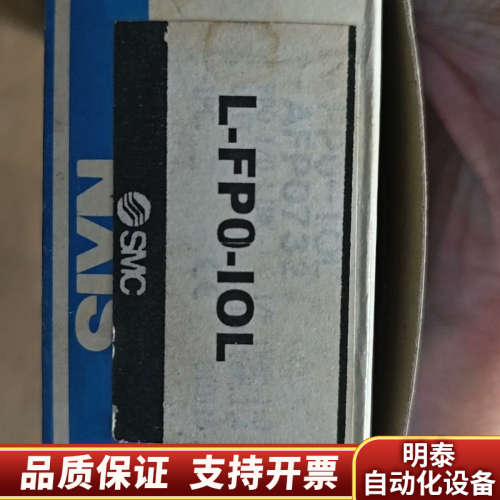 NAIS
SMC
L-FP0-IOL
AFP0732
品质保证 支持开票
明泰
自动化设备